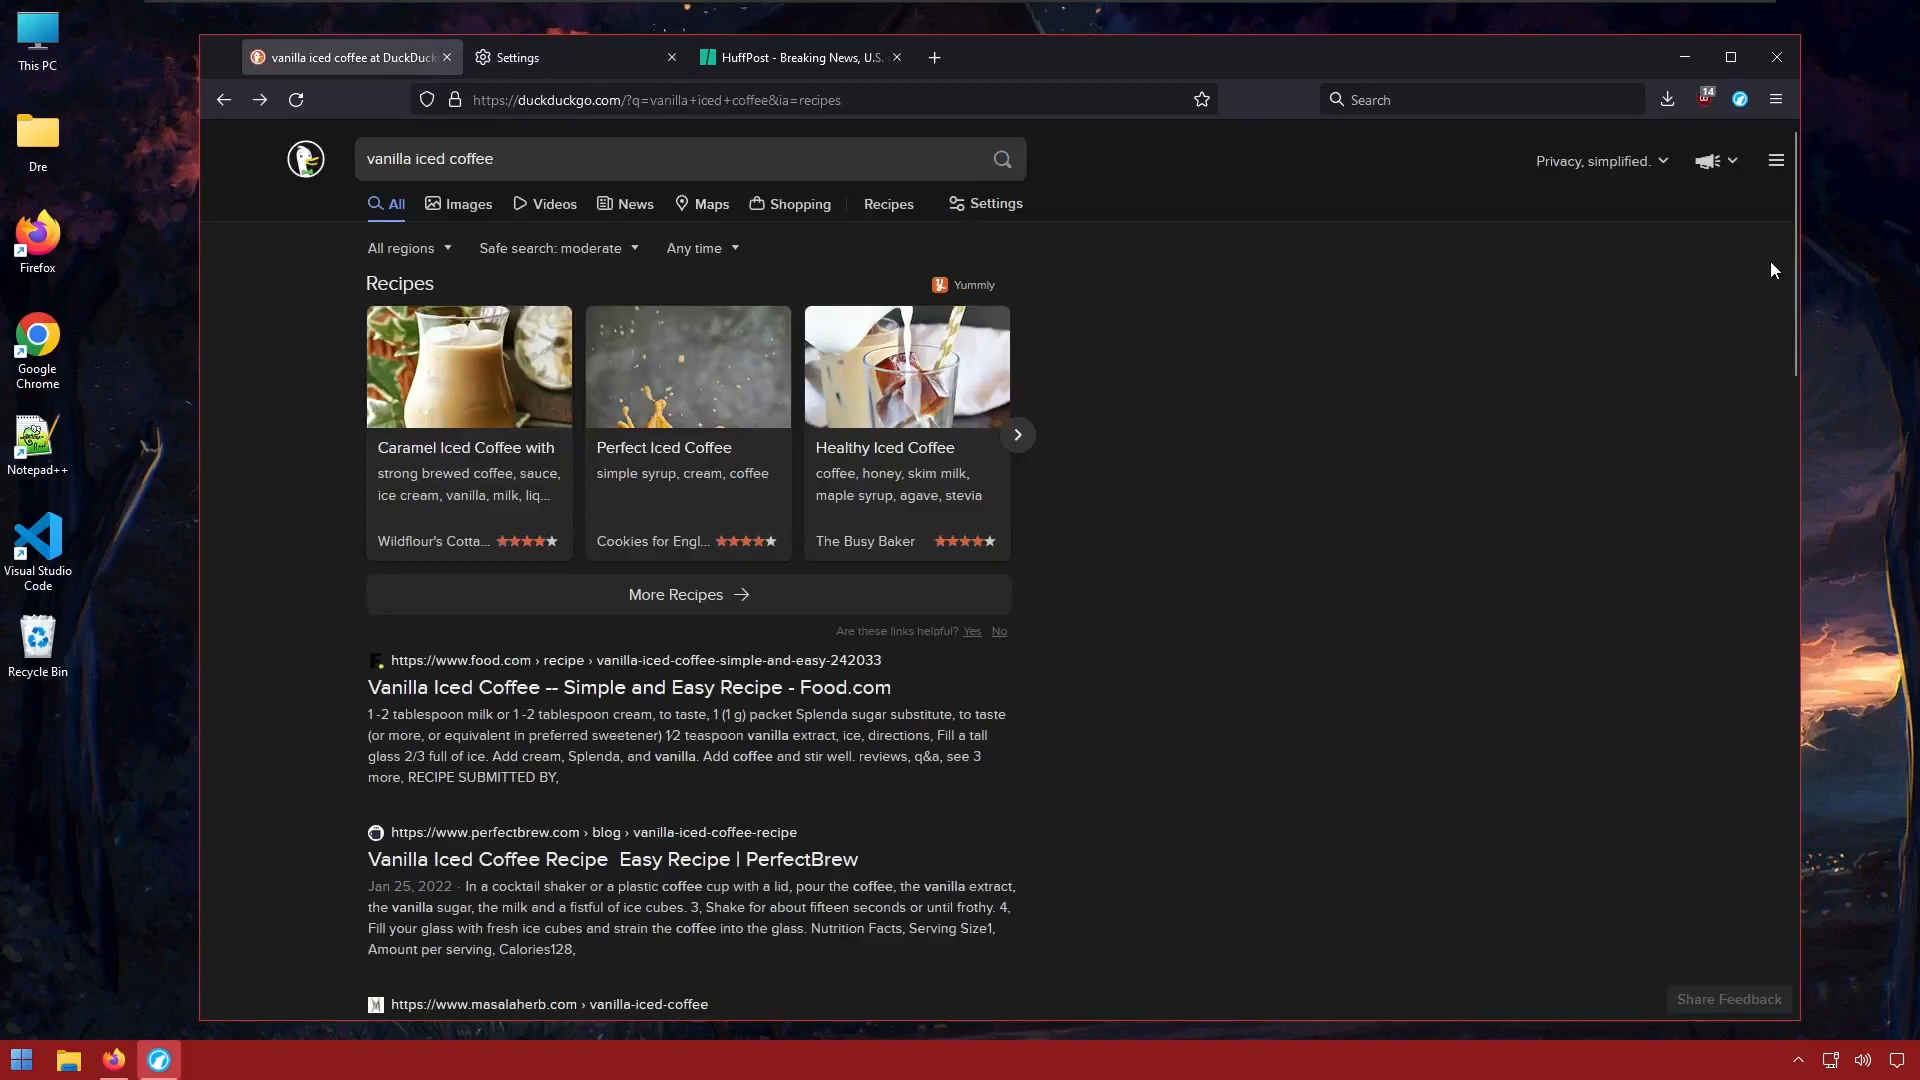 This PC
Dre
Firefox
Google
Chrome
Notepad++
Visual Studio
Code
Recycle Bin
vanilla iced coffee at DuckDuck
Settings
HuffPost - Breaking News, U.S.
https://duckduckgo.com/?q=vanilla+iced+coffee&ia=recipes
Search
14
vanilla iced coffee
Privacy, simplified.
All
Images
Videos
News
Maps
Shopping
Recipes
Settings
All regions
Safe search: moderate
Any time
Recipes
Yummly
Caramel Iced Coffee with
strong brewed coffee, sauce,
ice cream, vanilla, milk, liq...
Wildflour's Cotta...
Perfect Iced Coffee
simple syrup, cream, coffee
Cookies for Engl...
Healthy Iced Coffee
coffee, honey, skim milk,
maple syrup, agave, stevia
The Busy Baker
More Recipes
Are these links helpful? Yes No
https://www.food.com › recipe › vanilla-iced-coffee-simple-and-easy-242033
Vanilla Iced Coffee -- Simple and Easy Recipe - Food.com
1 -2 tablespoon milk or 1 -2 tablespoon cream, to taste, 1 (1 g) packet Splenda sugar substitute, to taste
(or more, or equivalent in preferred sweetener) 1⁄2 teaspoon vanilla extract, ice, directions, Fill a tall
glass 2/3 full of ice. Add cream, Splenda, and vanilla. Add coffee and stir well. reviews, q&a, see 3
more, RECIPE SUBMITTED BY,
https://www.perfectbrew.com › blog › vanilla-iced-coffee-recipe
Vanilla Iced Coffee Recipe Easy Recipe | PerfectBrew
Jan 25, 2022 · In a cocktail shaker or a plastic coffee cup with a lid, pour the coffee, the vanilla extract,
the vanilla sugar, the milk and a fistful of ice cubes. 3, Shake for about fifteen seconds or until frothy. 4,
Fill your glass with fresh ice cubes and strain the coffee into the glass. Nutrition Facts, Serving Size1,
Amount per serving, Calories128,
https://www.masalaherb.com › vanilla-iced-coffee
Share Feedback